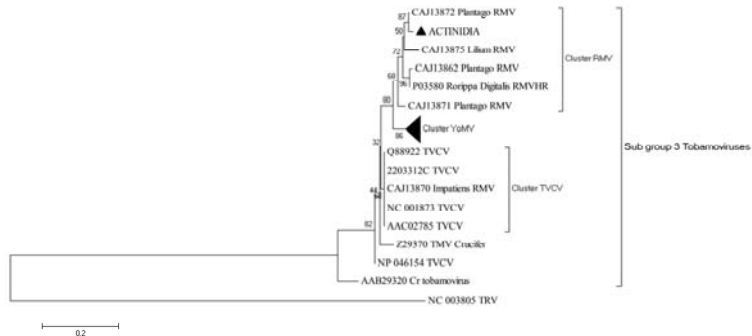 CAJ13872 Plantago RMV
87
50
ACTINIDIA
CAJ13875 Lilium RMV
72
Cluster RMV
CAJ13862 Plantago RMV
96
P03580 Rorippa Digitalis RMVHR
68
CAJ13871 Plantago RMV
80
Cluster YoMV
86
32
Q88922 TVCV
Sub group 3 Tobamoviruses
2203312C TVCV
CAJ13870 Impatiens RMV
Cluster TVCV
44
NC 001873 TVCV
AAC02785 TVCV
82
Z29370 TMV Crucifer
NP 046154 TVCV
AAB29320 Cr tobamovirus
NC 003805 TRV
0.2